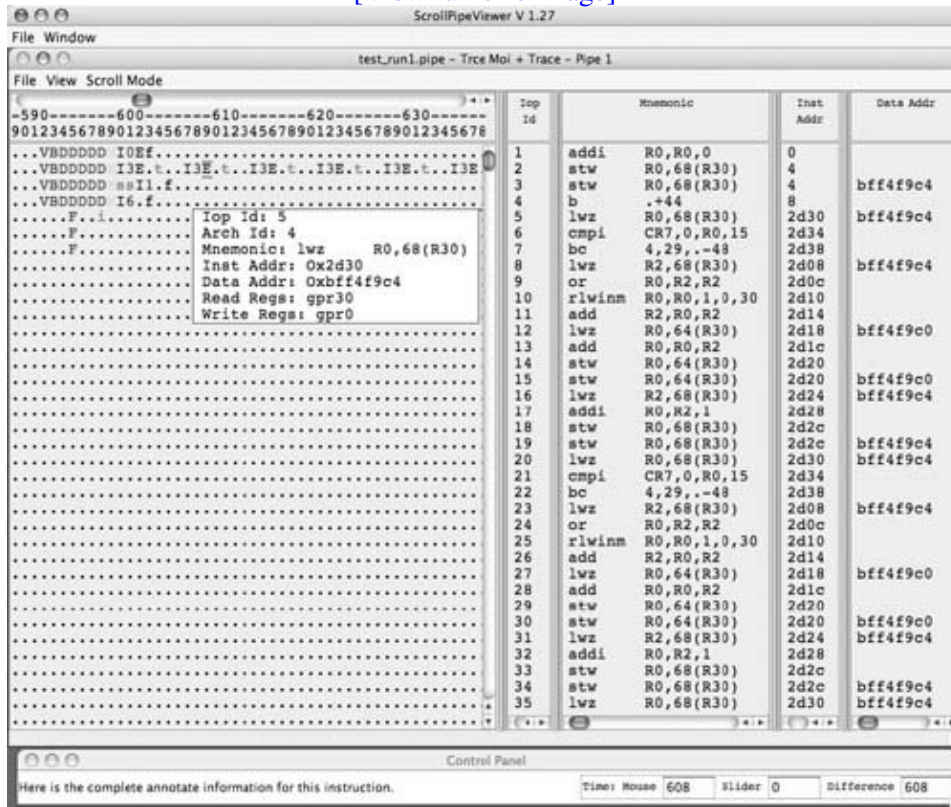 ScrollPipeViewer V 1.27
File Window
test_run1.pipe - Trce Moi + Trace - Pipe 1
File View Scroll Mode
-590-------600-------610-------620-------630------
90123456789012345678901234567890123456789012345678
Iop Id Mnemonic Inst Addr Data Addr
...VBDDDDD I0Ef................................... 1 addi R0,R0,0 0
...VBDDDDD I3E.t..I3E.t..I3E.t..I3E.t..I3E.t..I3E 2 stw R0,68(R30) 4
...VBDDDDD ssI1.f................................. 3 stw R0,68(R30) 4 bff4f9c4
...VBDDDDD I6.f................................... 4 b .+44 8
......F..i 5 lwz R0,68(R30) 2d30 bff4f9c4
......F............ 6 cmpi CR7,0,R0,15 2d34
......F............ 7 bc 4,29,.-48 2d38
8 lwz R2,68(R30) 2d08 bff4f9c4
9 or R0,R2,R2 2d0c
10 rlwinm R0,R0,1,0,30 2d10
11 add R2,R0,R2 2d14
12 lwz R0,64(R30) 2d18 bff4f9c0
13 add R0,R0,R2 2d1c
14 stw R0,64(R30) 2d20
15 stw R0,64(R30) 2d20 bff4f9c0
16 lwz R2,68(R30) 2d24 bff4f9c4
17 addi R0,R2,1 2d28
18 stw R0,68(R30) 2d2c
19 stw R0,68(R30) 2d2c bff4f9c4
20 lwz R0,68(R30) 2d30 bff4f9c4
21 cmpi CR7,0,R0,15 2d34
22 bc 4,29,.-48 2d38
23 lwz R2,68(R30) 2d08 bff4f9c4
24 or R0,R2,R2 2d0c
25 rlwinm R0,R0,1,0,30 2d10
26 add R2,R0,R2 2d14
27 lwz R0,64(R30) 2d18 bff4f9c0
28 add R0,R0,R2 2d1c
29 stw R0,64(R30) 2d20
30 stw R0,64(R30) 2d20 bff4f9c0
31 lwz R2,68(R30) 2d24 bff4f9c4
32 addi R0,R2,1 2d28
33 stw R0,68(R30) 2d2c
34 stw R0,68(R30) 2d2c bff4f9c4
35 lwz R0,68(R30) 2d30 bff4f9c4
Iop Id: 5
Arch Id: 4
Mnemonic: lwz R0,68(R30)
Inst Addr: 0x2d30
Data Addr: 0xbff4f9c4
Read Regs: gpr30
Write Regs: gpr0
Control Panel
Here is the complete annotate information for this instruction.
Time: Mouse 608 Slider 0 Difference 608